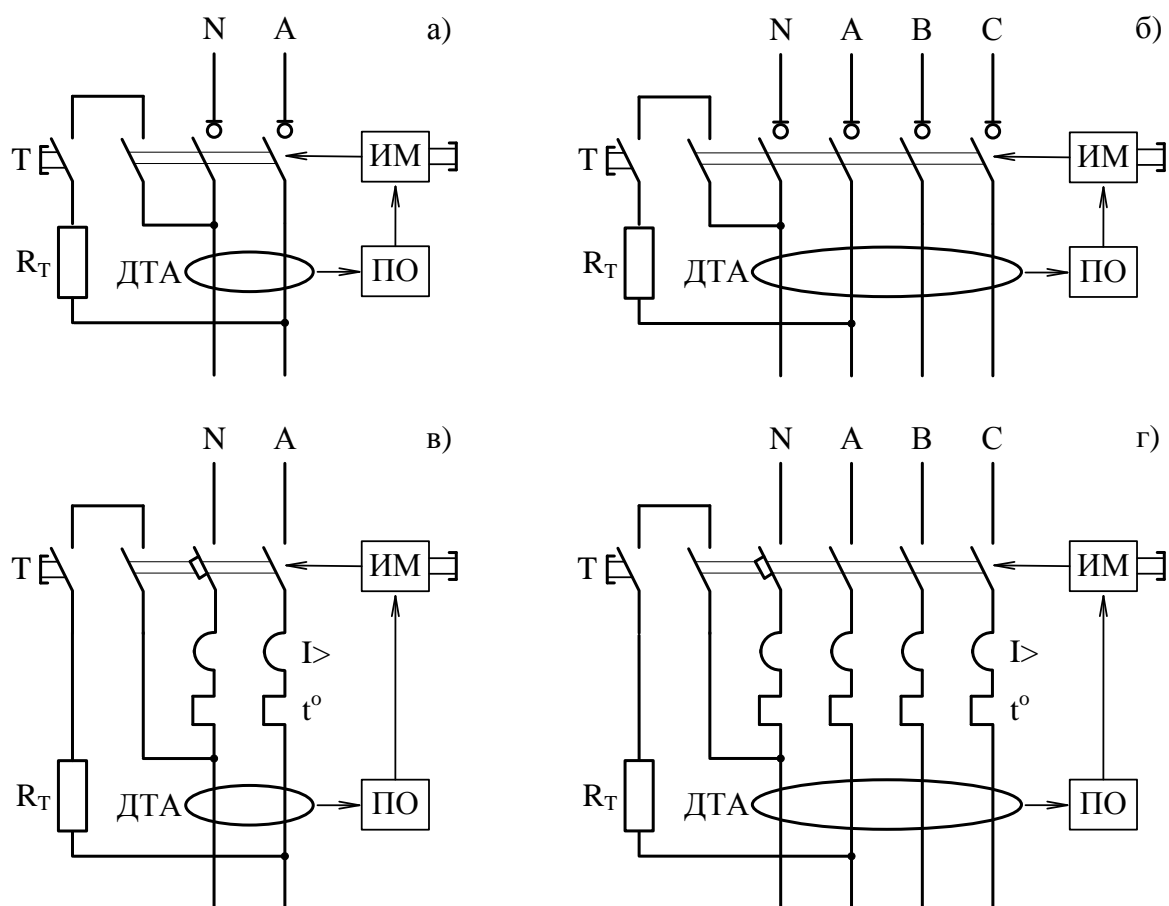 N A а)
T ИМ
R_T ДТА ПО
N A B C б)
T ИМ
R_T ДТА ПО
N A в)
T ИМ
I>
t°
R_T ДТА ПО
N A B C г)
T ИМ
I>
t°
R_T ДТА ПО